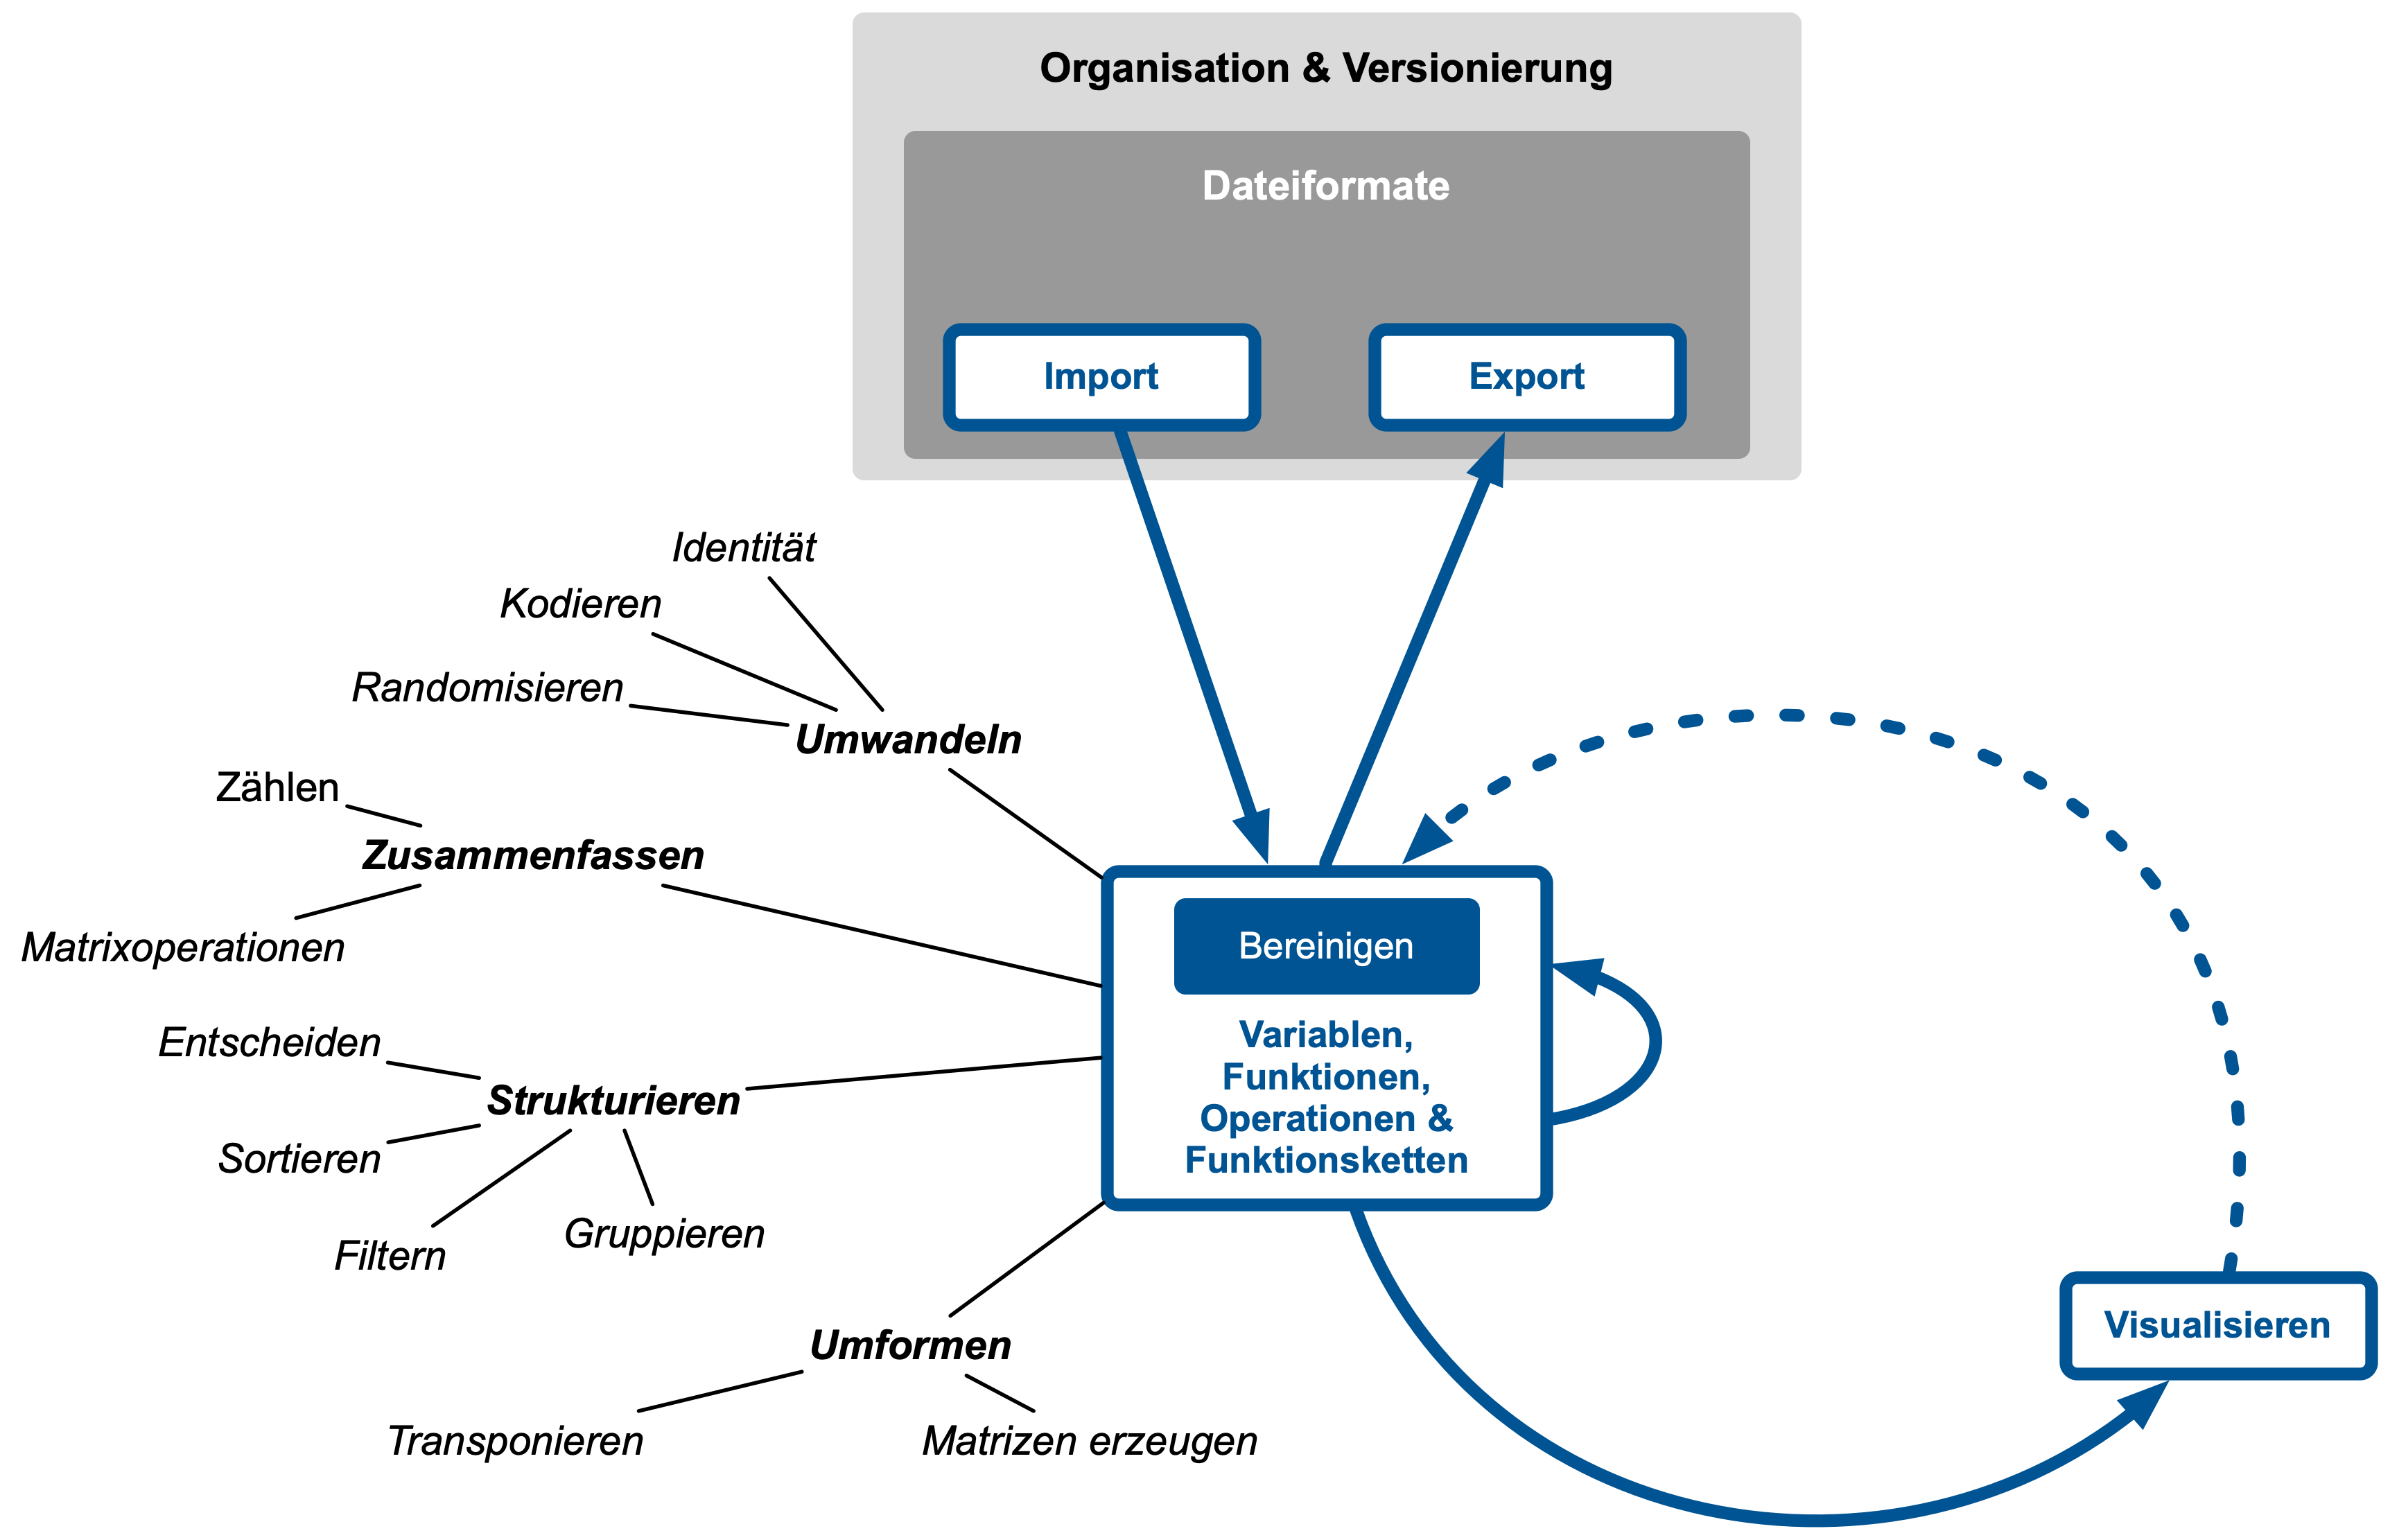 Organisation & Versionierung
Dateiformate
Import
Export
Identität
Kodieren
Randomisieren
Umwandeln
Zählen
Zusammenfassen
Matrixoperationen
Entscheiden
Strukturieren
Sortieren
Filtern
Gruppieren
Umformen
Transponieren
Matrizen erzeugen
Bereinigen
Variablen,
Funktionen,
Operationen &
Funktionsketten
Visualisieren